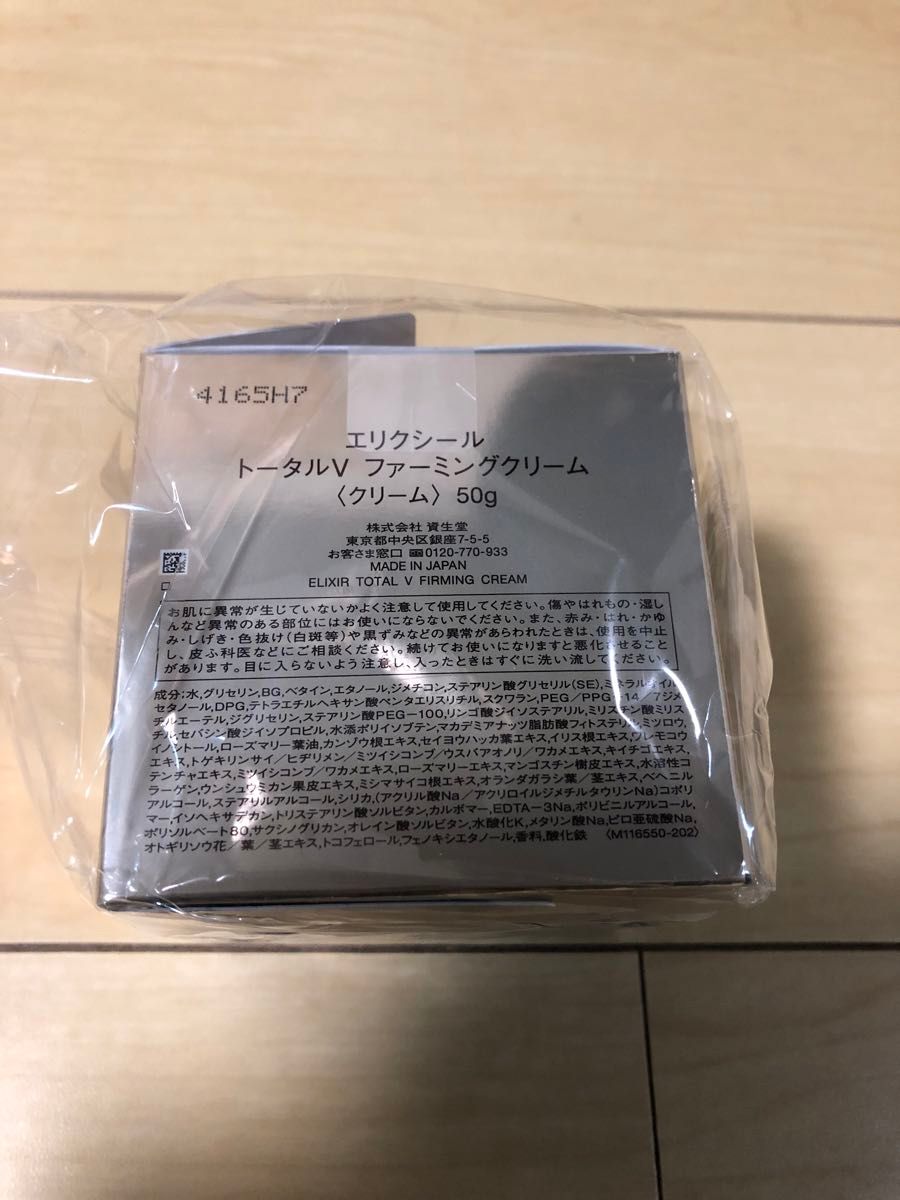 4165H7
エリクシール
トータルV ファーミングクリーム
〈クリーム〉 50g
株式会社 資生堂
東京都中央区銀座7-5-5
お客さま窓口 0120-770-933
MADE IN JAPAN
ELIXIR TOTAL V FIRMING CREAM
お肌に異常が生じていないかよく注意して使用してください。傷やはれもの・湿し
んなど異常のある部位にはお使いにならないでください。また、赤み・はれ・かゆ
み・しげき・色抜け(白斑等)や黒ずみなどの異常があらわれたときは、使用を中止
し、皮ふ科医などにご相談ください。続けてお使いになりますと悪化させること
があります。目に入らないよう注意し、入ったときはすぐに洗い流してください。
成分:水,グリセリン,BG,ベタイン,エタノール,ジメチコン,ステアリン酸グリセリル(SE),ミネラルオイル
セタノール,DPG,テトラエチルヘキサン酸ペンタエリスリチル,スクワラン,PEG/PPG-14/7ジメ
チルエーテル,ジグリセリン,ステアリン酸PEG-100,リンゴ酸ジイソステアリル,ミリスチン酸ミリス
チル,セバシン酸ジイソプロピル,水添ポリイソブテン,マカデミアナッツ脂肪酸フィトステリル,ミツロウ,
イノシトール,ローズマリー葉油,カンゾウ根エキス,セイヨウハッカ葉エキス,イリス根エキス,ワレモコウ
エキス,トゲキリンサイ/ヒヂリメン/ミツイシコンブ/ウスバアオノリ/ワカメエキス,キイチゴエキス,
テンチャエキス,ミツイシコンブ/ワカメエキス,ローズマリーエキス,マンゴスチン樹皮エキス,水溶性コ
ラーゲン,ウンシュウミカン果皮エキス,ミシマサイコ根エキス,オランダガラシ葉/茎エキス,ベヘニル
アルコール,ステアリルアルコール,シリカ,(アクリル酸Na/アクリロイルジメチルタウリンNa)コポリ
マー,イソヘキサデカン,トリステアリン酸ソルビタン,カルボマー,EDTA-3Na,ポリビニルアルコール,
ポリソルベート80,サクシノグリカン,オレイン酸ソルビタン,水酸化K,メタリン酸Na,ピロ亜硫酸Na,
オトギリソウ花/葉/茎エキス,トコフェロール,フェノキシエタノール,香料,酸化鉄 〈M116550-202〉